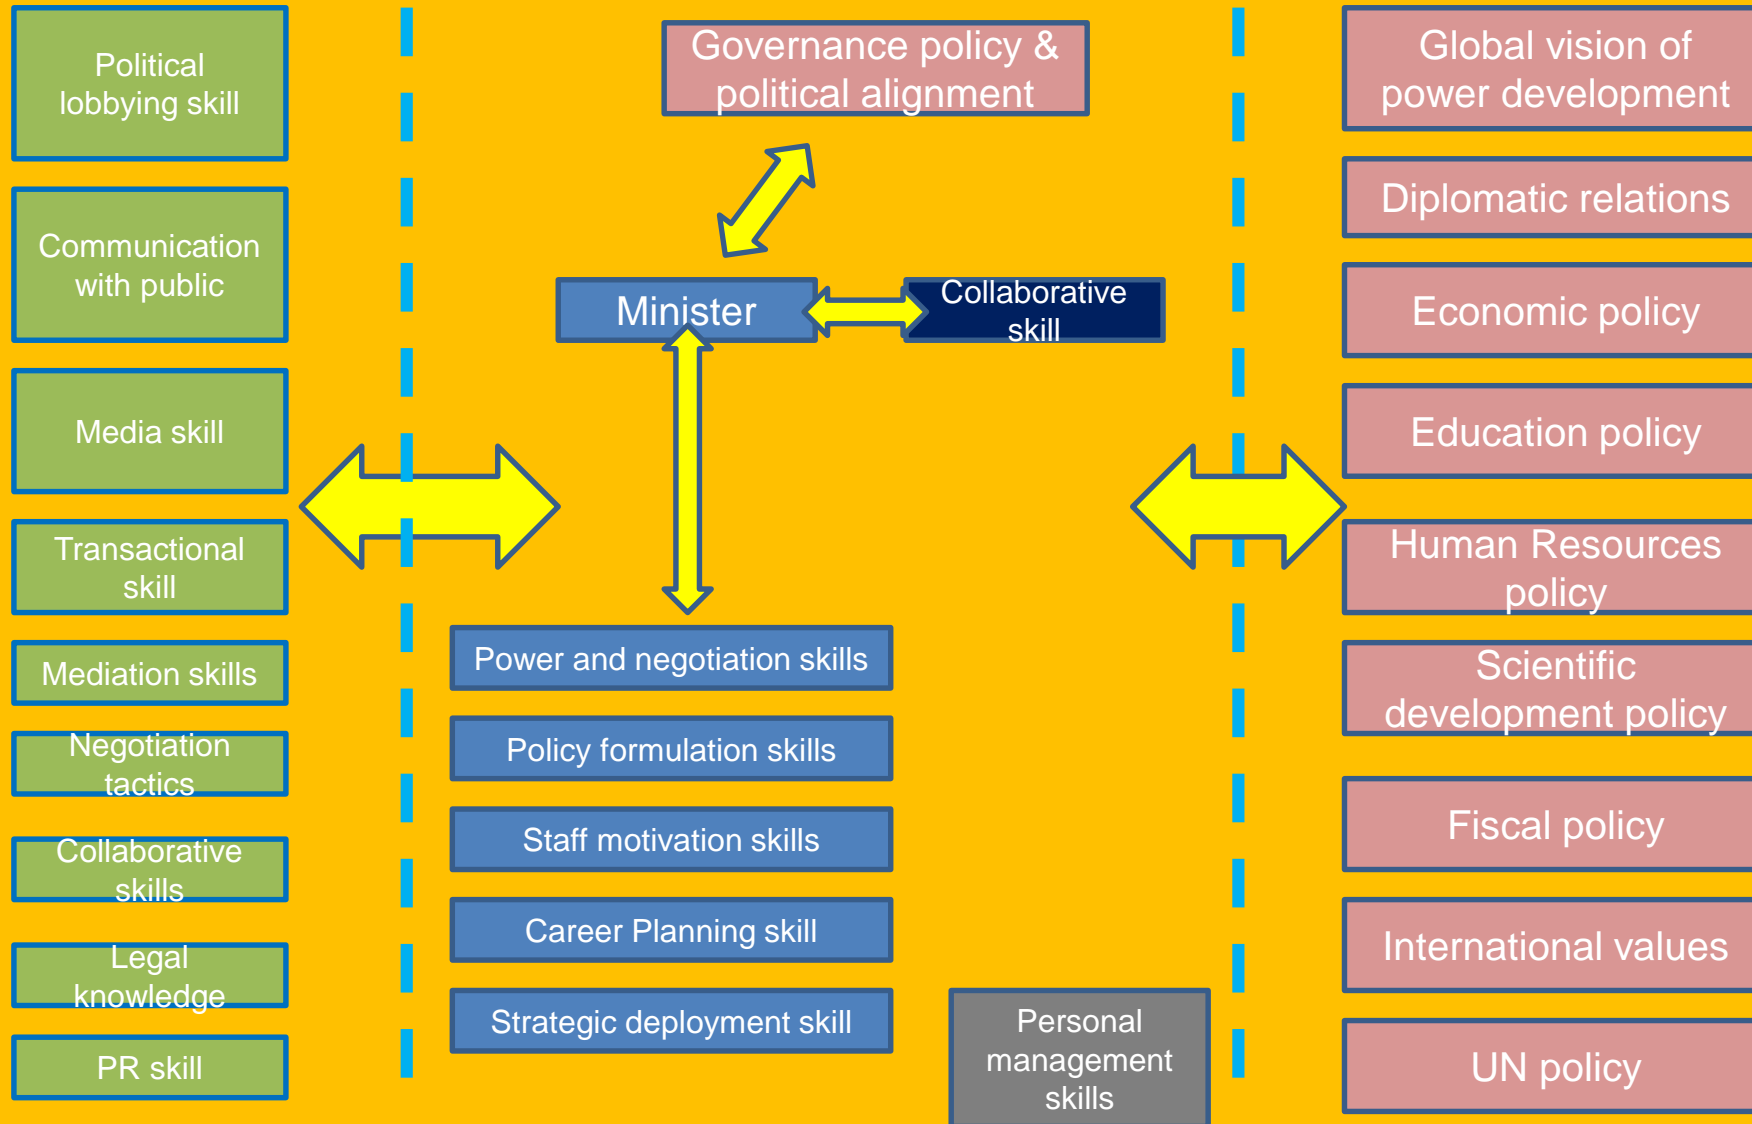 Political
lobbying skill
Communication
with public
Media skill
Transactional
skill
Mediation skills
Negotiation
tactics
Collaborative
skills
Legal
knowledge
PR skill
Governance policy &
political alignment
Minister
Collaborative
skill
Power and negotiation skills
Policy formulation skills
Staff motivation skills
Career Planning skill
Strategic deployment skill
Personal
management
skills
Global vision of
power development
Diplomatic relations
Economic policy
Education policy
Human Resources
policy
Scientific
development policy
Fiscal policy
International values
UN policy